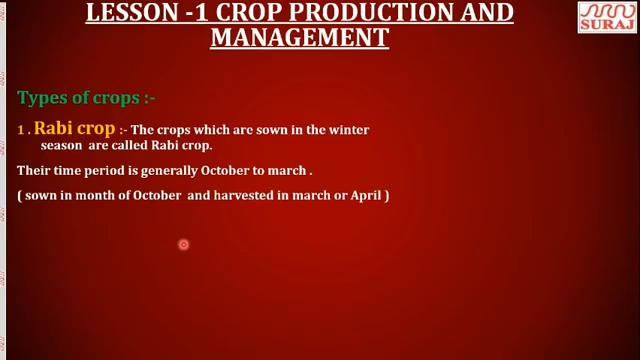 LESSON -1 CROP PRODUCTION AND
MANAGEMENT
SURAJ
Types of crops :-
1 . Rabi crop :- The crops which are sown in the winter
season are called Rabi crop.
Their time period is generally October to march .
( sown in month of October and harvested in march or April )